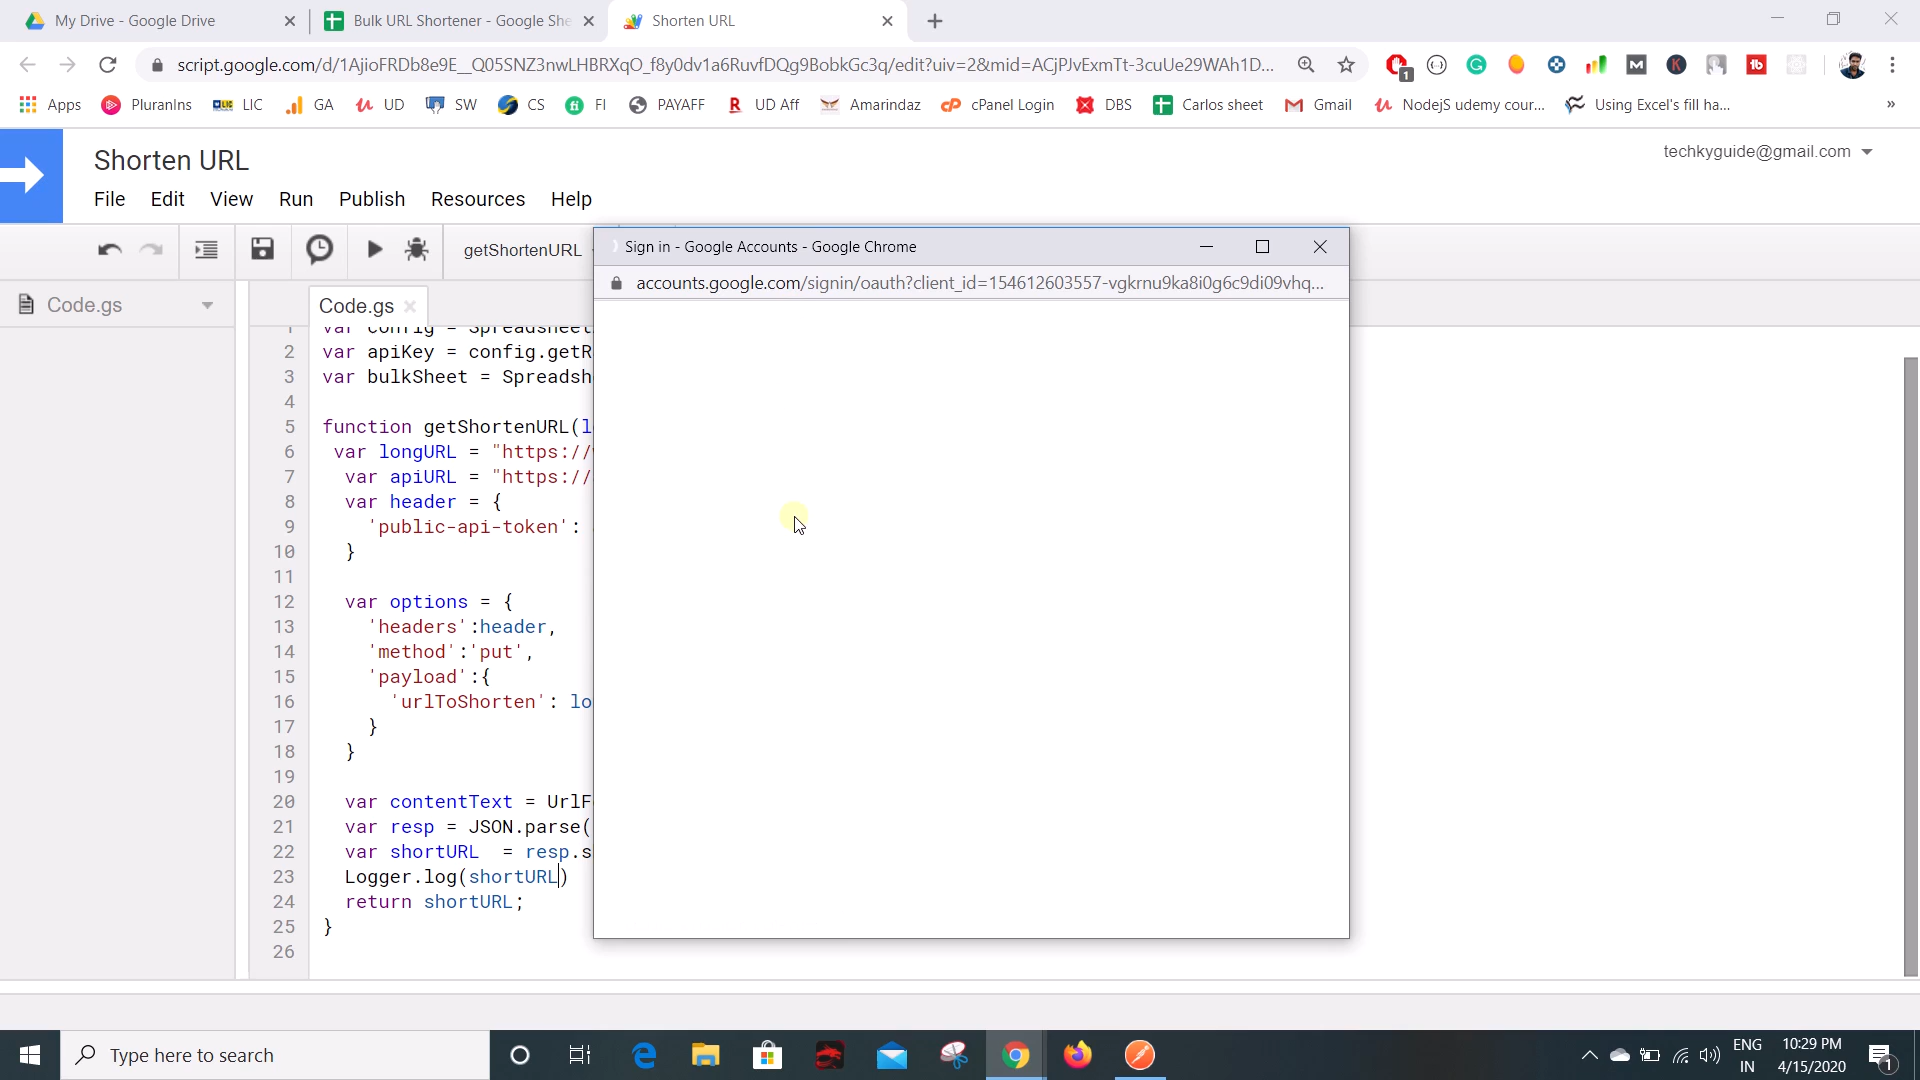 My Drive - Google Drive
Bulk URL Shortener - Google She
Shorten URL
script.google.com/d/1AjioFRDb8e9E__Q05SNZ3nwLHBRXqO_f8y0dv1a6RuvfDQg9BobkGc3q/edit?uiv=2&mid=ACjPJvExmTt-3cuUe29WAh1D...
1
Apps
PluranIns
LIC
GA
UD
SW
CS
FI
PAYAFF
UD Aff
Amarindaz
cPanel Login
DBS
Carlos sheet
Gmail
NodejS udemy cour...
Using Excel's fill ha...
»
Shorten URL
techkyguide@gmail.com
File Edit View Run Publish Resources Help
getShortenURL
Sign in - Google Accounts - Google Chrome
accounts.google.com/signin/oauth?client_id=154612603557-vgkrnu9ka8i0g6c9di09vhq...
Code.gs
Code.gs
1 var config = Spreadsheet
2 var apiKey = config.getR
3 var bulkSheet = Spreadsh
4
5 function getShortenURL(l
6 var longURL = "https://
7 var apiURL = "https://
8 var header = {
9 'public-api-token':
10 }
11
12 var options = {
13 'headers':header,
14 'method':'put',
15 'payload':{
16 'urlToShorten': lo
17 }
18 }
19
20 var contentText = UrlF
21 var resp = JSON.parse(
22 var shortURL = resp.s
23 Logger.log(shortURL)
24 return shortURL;
25 }
26
Type here to search
ENG
IN
10:29 PM
4/15/2020
1